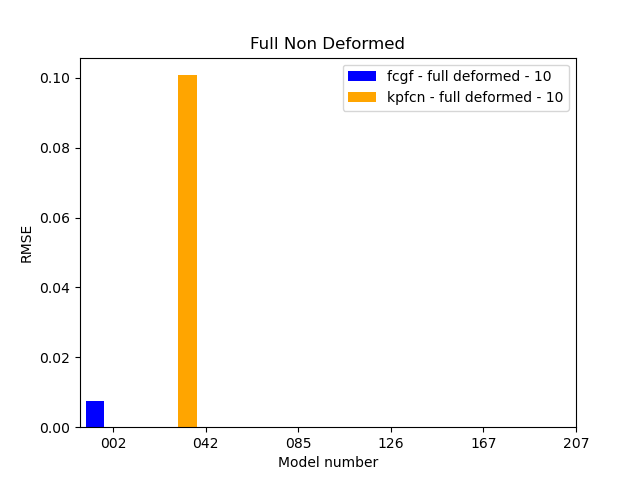 Full Non Deformed
fcgf - full deformed - 10
kpfcn - full deformed - 10
0.10
0.08
0.06
0.04
0.02
0.00
RMSE
002 042 085 126 167 207
Model number